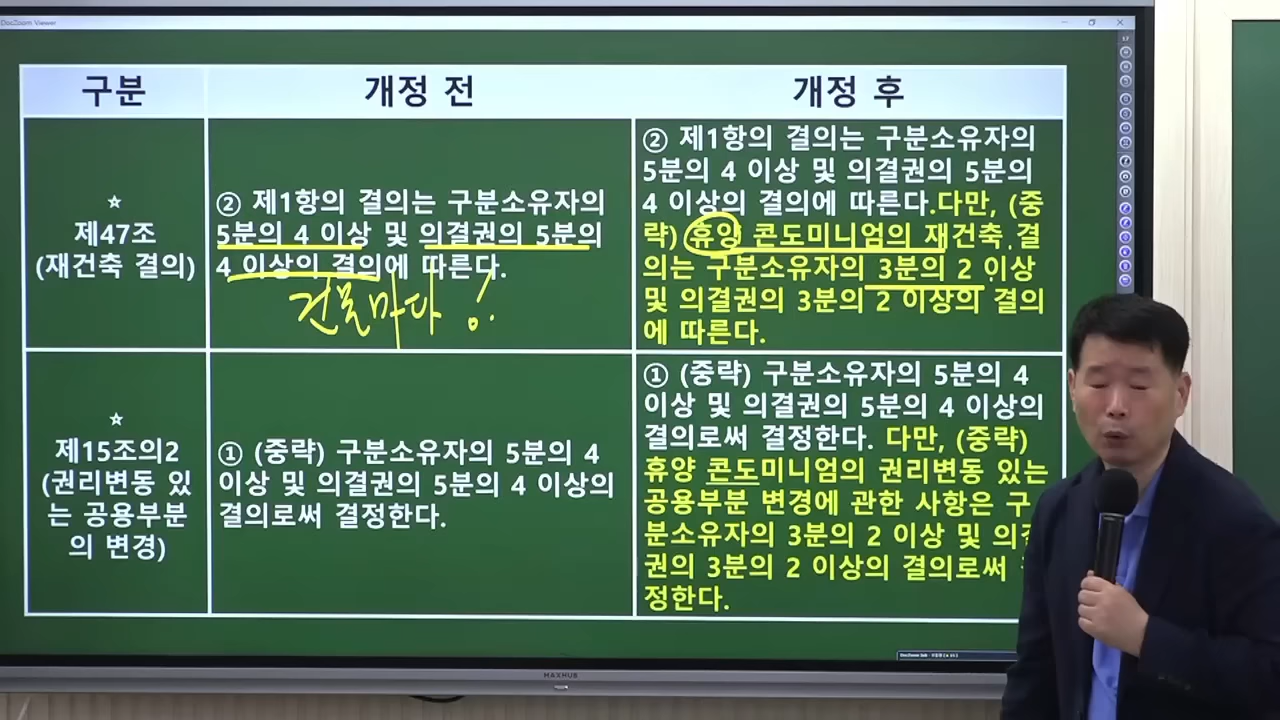 DocZoom Viewer
구분
개정 전
개정 후
☆
제47조
(재건축 결의)
② 제1항의 결의는 구분소유자의
5분의 4 이상 및 의결권의 5분의
4 이상의 결의에 따른다.
건물마다!
② 제1항의 결의는 구분소유자의
5분의 4 이상 및 의결권의 5분의
4 이상의 결의에 따른다.다만, (중
략) 휴양 콘도미니엄의 재건축 결
의는 구분소유자의 3분의 2 이상
및 의결권의 3분의 2 이상의 결의
에 따른다.
☆
제15조의2
(권리변동 있
는 공용부분
의 변경)
① (중략) 구분소유자의 5분의 4
이상 및 의결권의 5분의 4 이상의
결의로써 결정한다.
① (중략) 구분소유자의 5분의 4
이상 및 의결권의 5분의 4 이상의
결의로써 결정한다. 다만, (중략)
휴양 콘도미니엄의 권리변동 있는
공용부분 변경에 관한 사항은 구
분소유자의 3분의 2 이상 및 의결
권의 3분의 2 이상의 결의로써
정한다.
MAXHUB